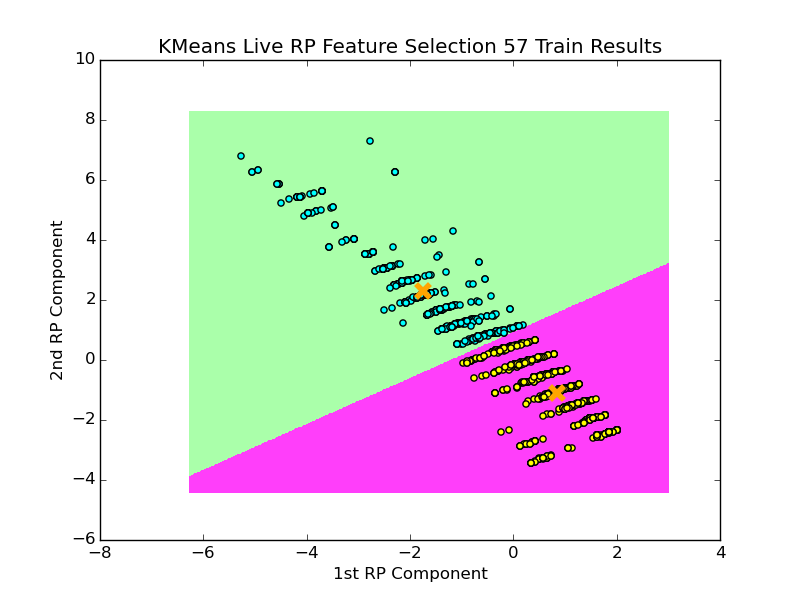 KMeans Live RP Feature Selection 57 Train Results
10
8
6
4
2
0
−2
−4
−6
2nd RP Component
−8 −6 −4 −2 0 2 4
1st RP Component